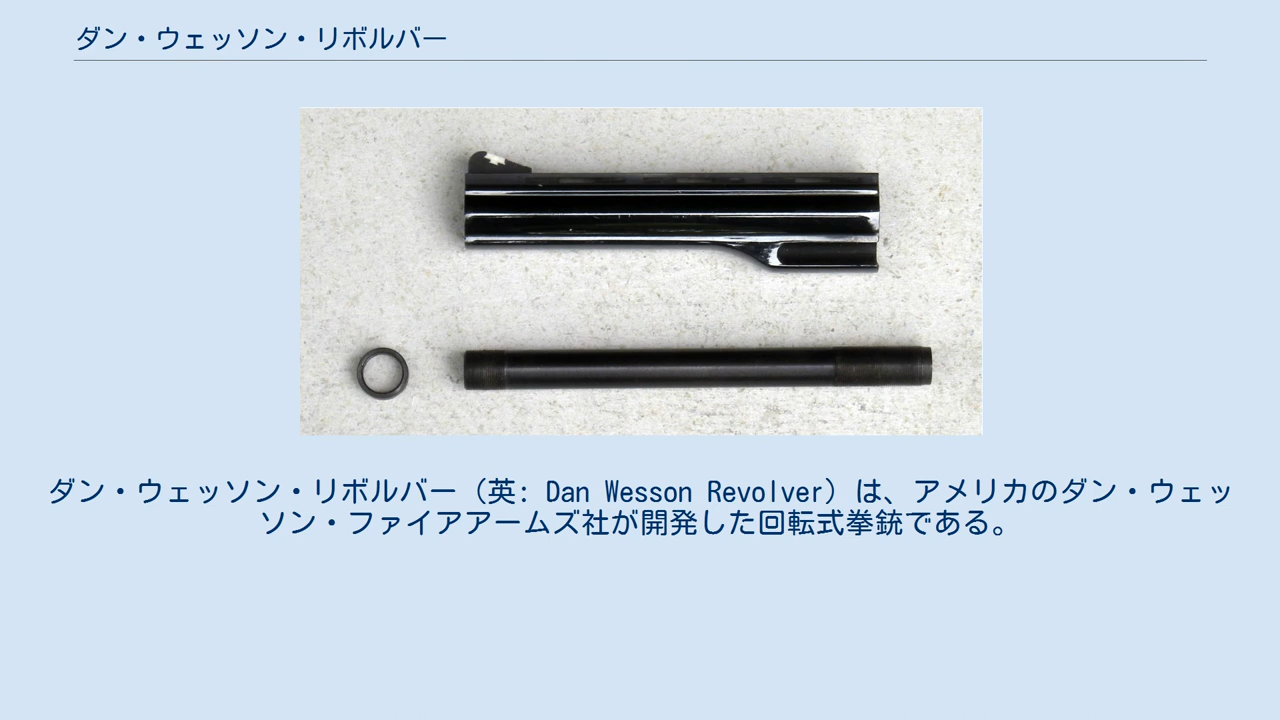 ダン・ウェッソン・リボルバー
ダン・ウェッソン・リボルバー（英: Dan Wesson Revolver）は、アメリカのダン・ウェッ
ソン・ファイアアームズ社が開発した回転式拳銃である。